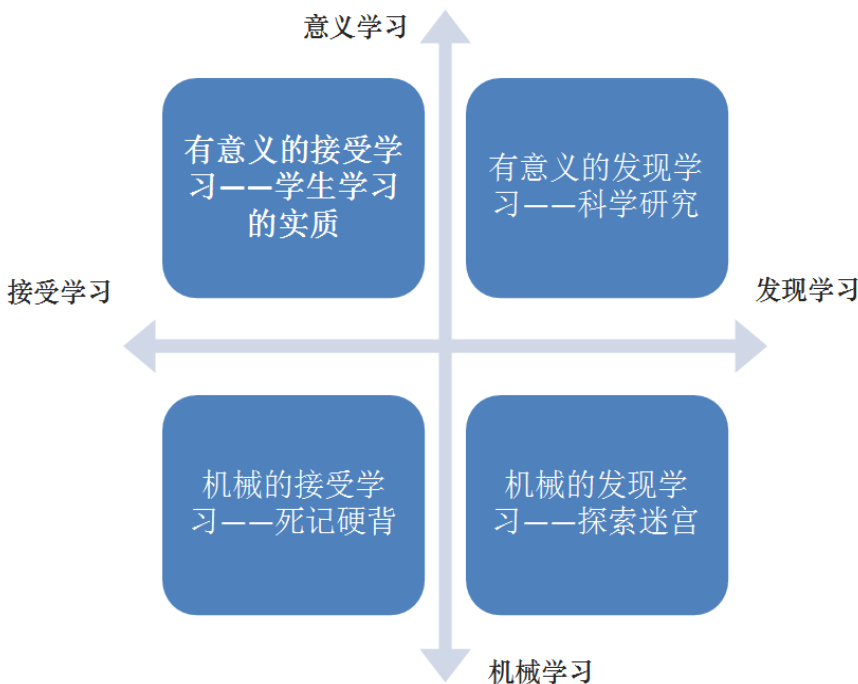 意义学习
有意义的接受学
习——学生学习
的实质
有意义的发现学
习——科学研究
接受学习
发现学习
机械的接受学
习——死记硬背
机械的发现学
习——探索迷宫
机械学习